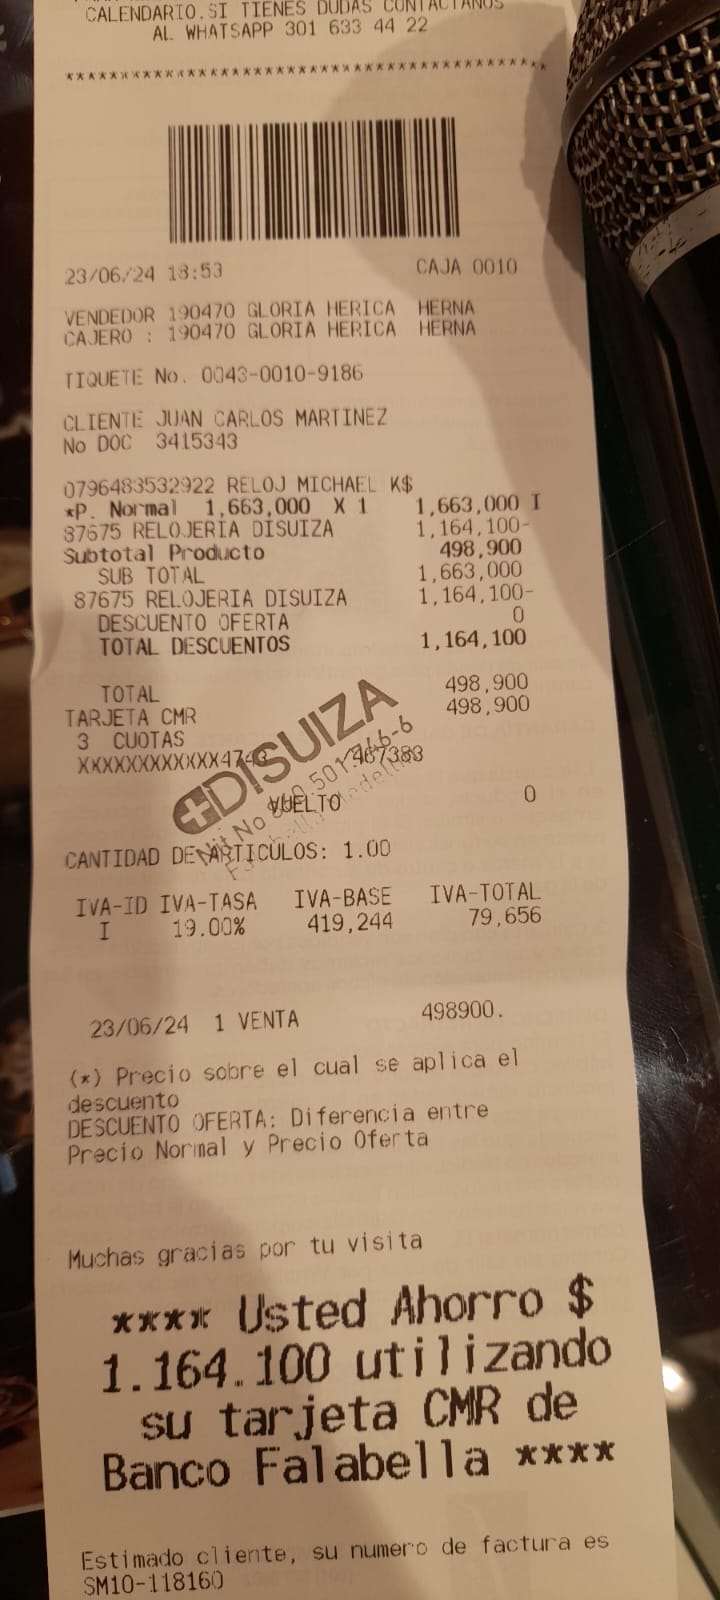 CALENDARIO.SI TIENES DUDAS CONTACTANOS
AL WHATSAPP 301 633 44 22
******************************************
23/06/24 18:53 CAJA 0010
VENDEDOR 190470 GLORIA HERICA HERNA
CAJERO : 190470 GLORIA HERICA HERNA
TIQUETE No. 0043-0010-9186
CLIENTE JUAN CARLOS MARTINEZ
No DOC 3415343
0796483532922 RELOJ MICHAEL K$
*P. Normal 1,663,000 X 1 1,663,000 I
87675 RELOJERIA DISUIZA 1,164,100-
Subtotal Producto 498,900
SUB TOTAL 1,663,000
87675 RELOJERIA DISUIZA 1,164,100-
DESCUENTO OFERTA 0
TOTAL DESCUENTOS 1,164,100
TOTAL 498,900
TARJETA CMR 498,900
3 CUOTAS
XXXXXXXXXXXX474
DISUIZA
Nit No
VUELTO 0
CANTIDAD DE ARTICULOS: 1.00
IVA-ID IVA-TASA IVA-BASE IVA-TOTAL
I 19.00% 419,244 79,656
23/06/24 1 VENTA 498900.
(*) Precio sobre el cual se aplica el
descuento
DESCUENTO OFERTA: Diferencia entre
Precio Normal y Precio Oferta
Muchas gracias por tu visita
**** Usted Ahorro $
1.164.100 utilizando
su tarjeta CMR de
Banco Falabella ****
Estimado cliente, su numero de factura es
SM10-118160